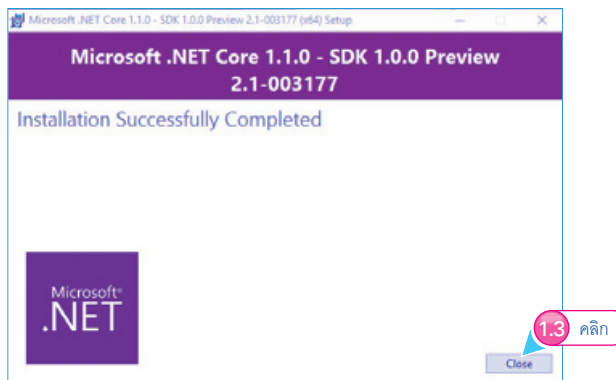 Microsoft .NET Core 1.1.0 - SDK 1.0.0 Preview 2.1-003177 (x64) Setup
Microsoft .NET Core 1.1.0 - SDK 1.0.0 Preview
2.1-003177
Installation Successfully Completed
Microsoft®
.NET
1.3 คลิก
Close